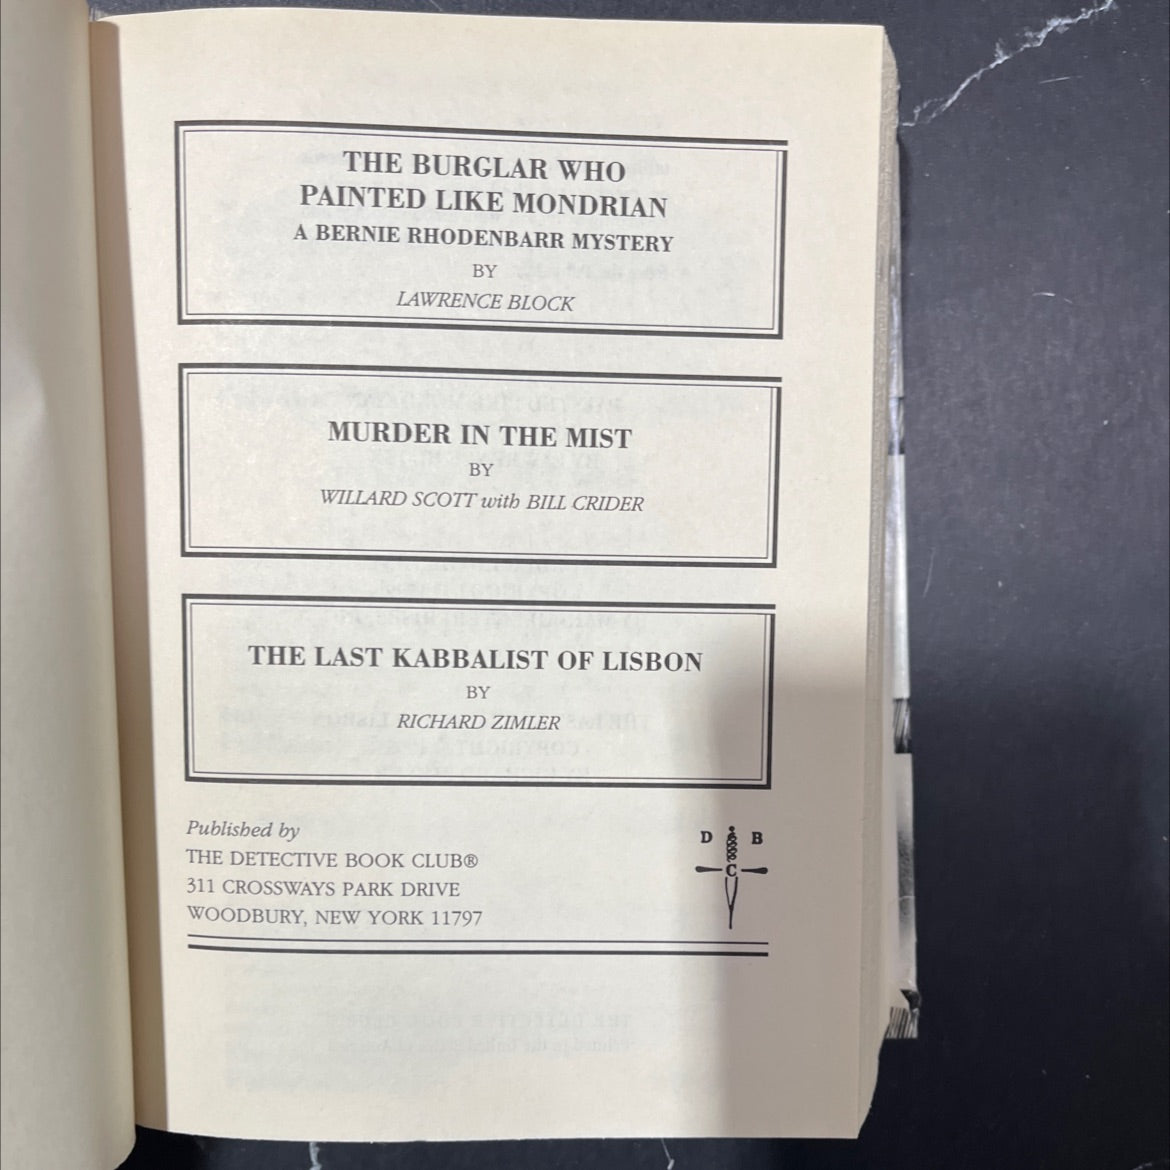 THE BURGLAR WHO
PAINTED LIKE MONDRIAN
A BERNIE RHODENBARR MYSTERY
BY
LAWRENCE BLOCK
MURDER IN THE MIST
BY
WILLARD SCOTT with BILL CRIDER
THE LAST KABBALIST OF LISBON
BY
RICHARD ZIMLER
Published by
THE DETECTIVE BOOK CLUB®
311 CROSSWAYS PARK DRIVE
WOODBURY, NEW YORK 11797
D B
C